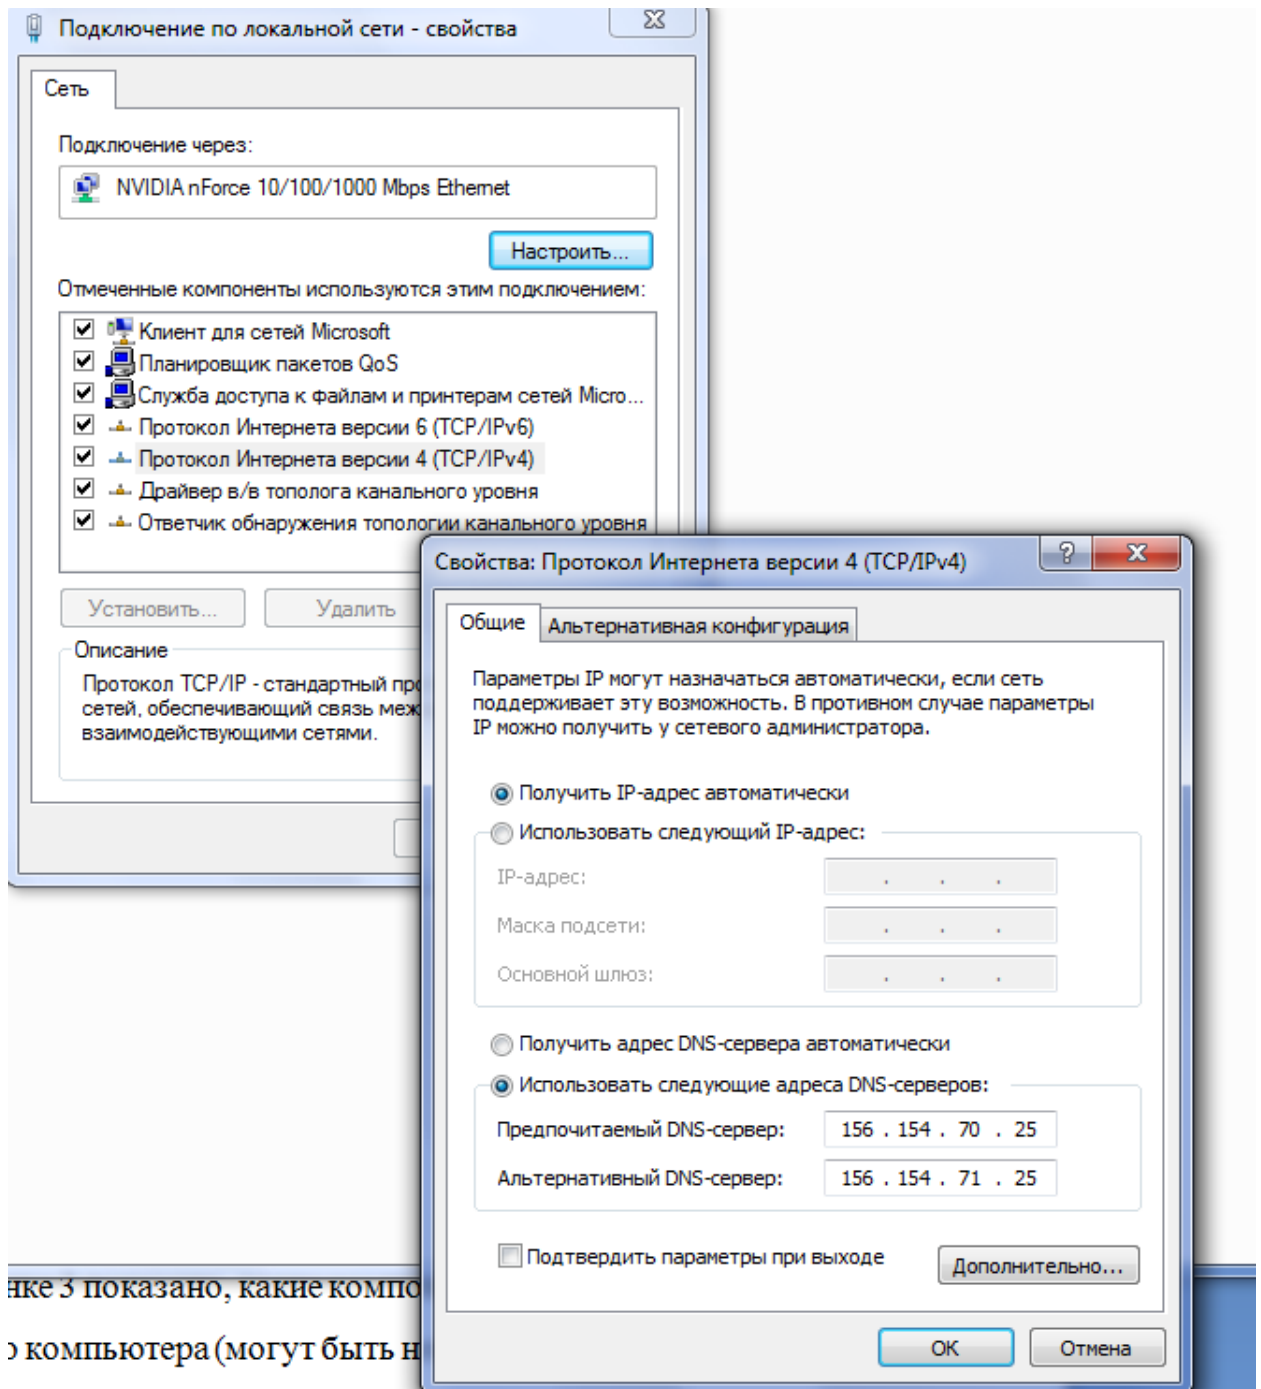 Подключение по локальной сети - свойства
Сеть
Подключение через:
NVIDIA nForce 10/100/1000 Mbps Ethernet
Настроить...
Отмеченные компоненты используются этим подключением:
Клиент для сетей Microsoft
Планировщик пакетов QoS
Служба доступа к файлам и принтерам сетей Micro...
Протокол Интернета версии 6 (TCP/IPv6)
Протокол Интернета версии 4 (TCP/IPv4)
Драйвер в/в тополога канального уровня
Ответчик обнаружения топологии канального уровня
Установить...
Удалить
Описание
Протокол TCP/IP - стандартный
сетей, обеспечивающий связь
взаимодействующими сетями.
Свойства: Протокол Интернета версии 4 (TCP/IPv4)
Общие
Альтернативная конфигурация
Параметры IP могут назначаться автоматически, если сеть
поддерживает эту возможность. В противном случае параметры
IP можно получить у сетевого администратора.
Получить IP-адрес автоматически
Использовать следующий IP-адрес:
IP-адрес: . . .
Маска подсети: . . .
Основной шлюз: . . .
Получить адрес DNS-сервера автоматически
Использовать следующие адреса DNS-серверов:
Предпочитаемый DNS-сервер: 156 . 154 . 70 . 25
Альтернативный DNS-сервер: 156 . 154 . 71 . 25
Подтвердить параметры при выходе
Дополнительно...
ОК
Отмена
3 показано, какие
компьютера (могут быть